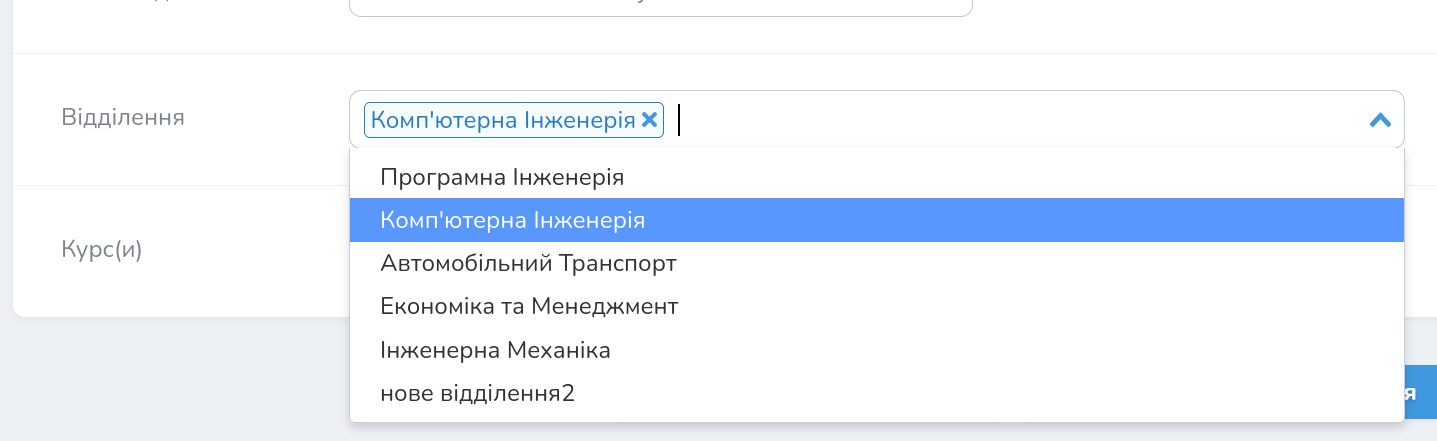 Відділення
Комп'ютерна Інженерія
Програмна Інженерія
Комп'ютерна Інженерія
Автомобільний Транспорт
Економіка та Менеджмент
Інженерна Механіка
нове відділення2
Курс(и)